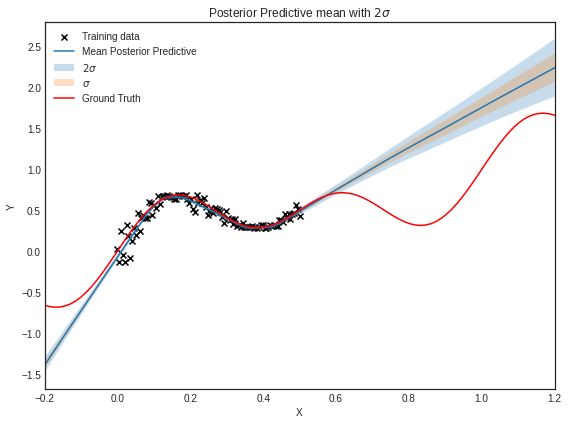 Posterior Predictive mean with 2σ
Training data
Mean Posterior Predictive
2σ
σ
Ground Truth
Y
2.5
2.0
1.5
1.0
0.5
0.0
−0.5
−1.0
−1.5
−0.2 0.0 0.2 0.4 0.6 0.8 1.0 1.2
X